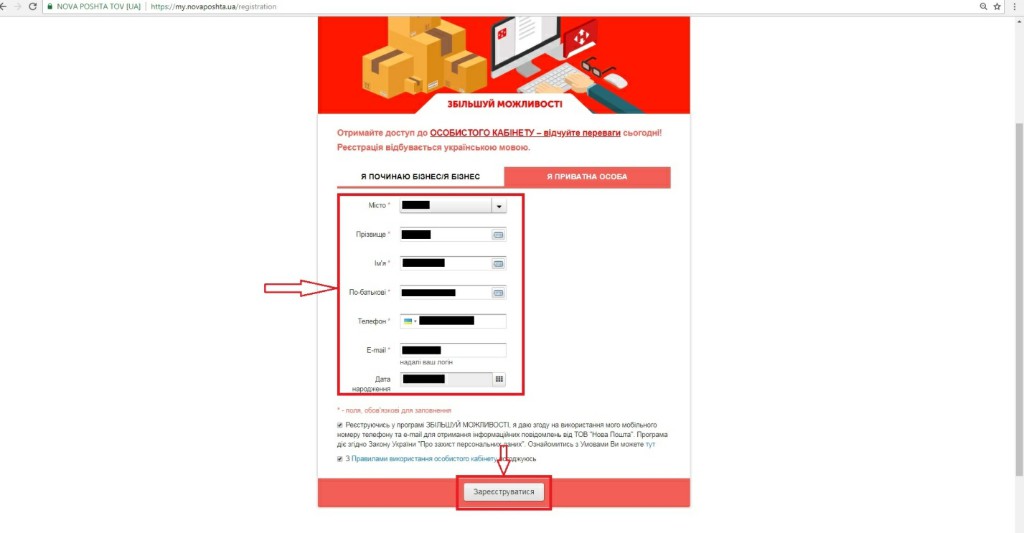 NOVA POSHTA TOV [UA] https://my.novaposhta.ua/registration
ЗБІЛЬШУЙ МОЖЛИВОСТІ
Отримайте доступ до ОСОБИСТОГО КАБІНЕТУ – відчуйте переваги сьогодні!
Реєстрація відбувається українською мовою.
Я ПОЧИНАЮ БІЗНЕС/Я БІЗНЕС Я ПРИВАТНА ОСОБА
Місто *
Прізвище *
Ім'я *
По-батькові *
Телефон *
E-mail *
надалі ваш логін
Дата
народження
* - поля, обов'язкові для заповнення
Реєструючись у програмі ЗБІЛЬШУЙ МОЖЛИВОСТІ, я даю згоду на використання мого мобільного
номеру телефону та e-mail для отримання інформаційних повідомлень від ТОВ "Нова Пошта". Програма
діє згідно Закону України "Про захист персональних даних". Ознайомитись з Умовами Ви можете тут
З Правилами використання особистого кабінету
Зареєструватися